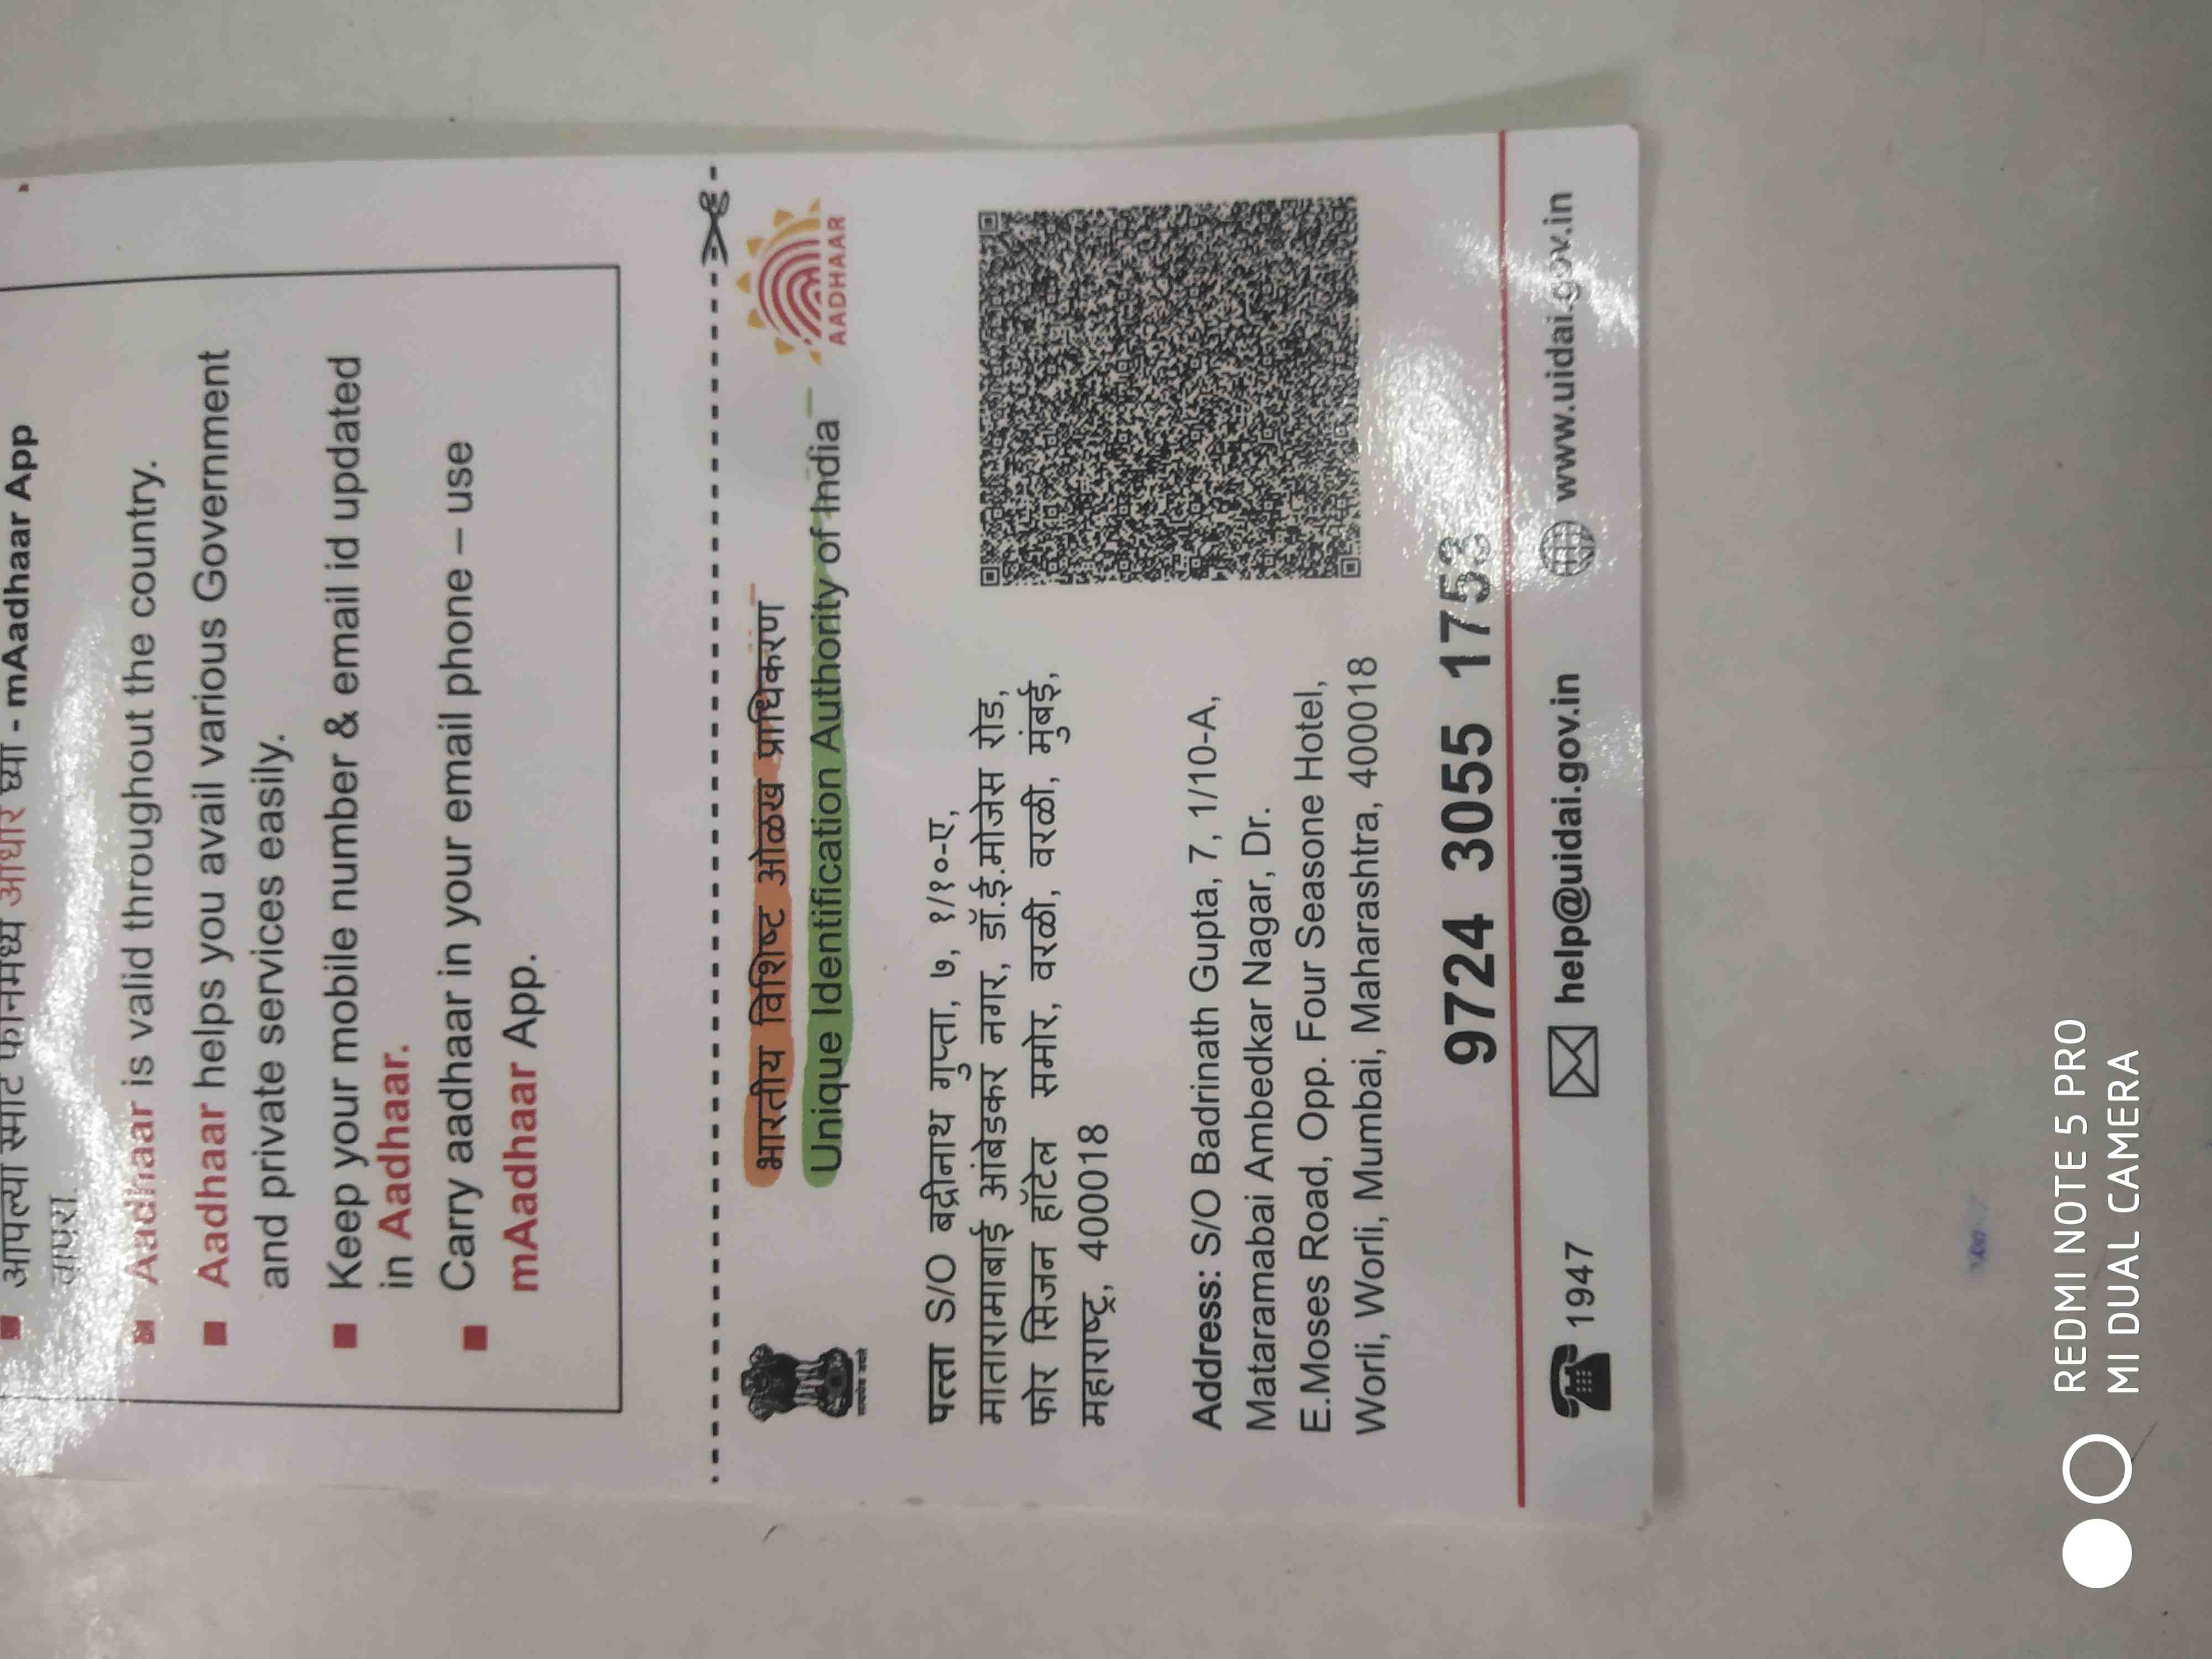 आपल्या स्मार्ट फोनमध्ये आधार घ्या - mAadhaar App
वापरा.
Aadhaar is valid throughout the country.
Aadhaar helps you avail various Government
and private services easily.
Keep your mobile number & email id updated
in Aadhaar.
Carry aadhaar in your email phone – use
mAadhaar App.
भारतीय विशिष्ट ओळख प्राधिकरण
Unique Identification Authority of India
AADHAAR
सत्यमेव जयते
पत्ता S/O बद्रीनाथ गुप्ता, ७, १/१०-ए,
मातारामाबाई आंबेडकर नगर, डॉ.ई.मोजेस रोड,
फोर सिजन हॉटेल समोर, वरळी, वरळी, मुंबई,
महाराष्ट्र, 400018
Address: S/O Badrinath Gupta, 7, 1/10-A,
Mataramabai Ambedkar Nagar, Dr.
E.Moses Road, Opp. Four Seasone Hotel,
Worli, Worli, Mumbai, Maharashtra, 400018
9724 3055 1753
1947 help@uidai.gov.in www.uidai.gov.in
REDMI NOTE 5 PRO
MI DUAL CAMERA